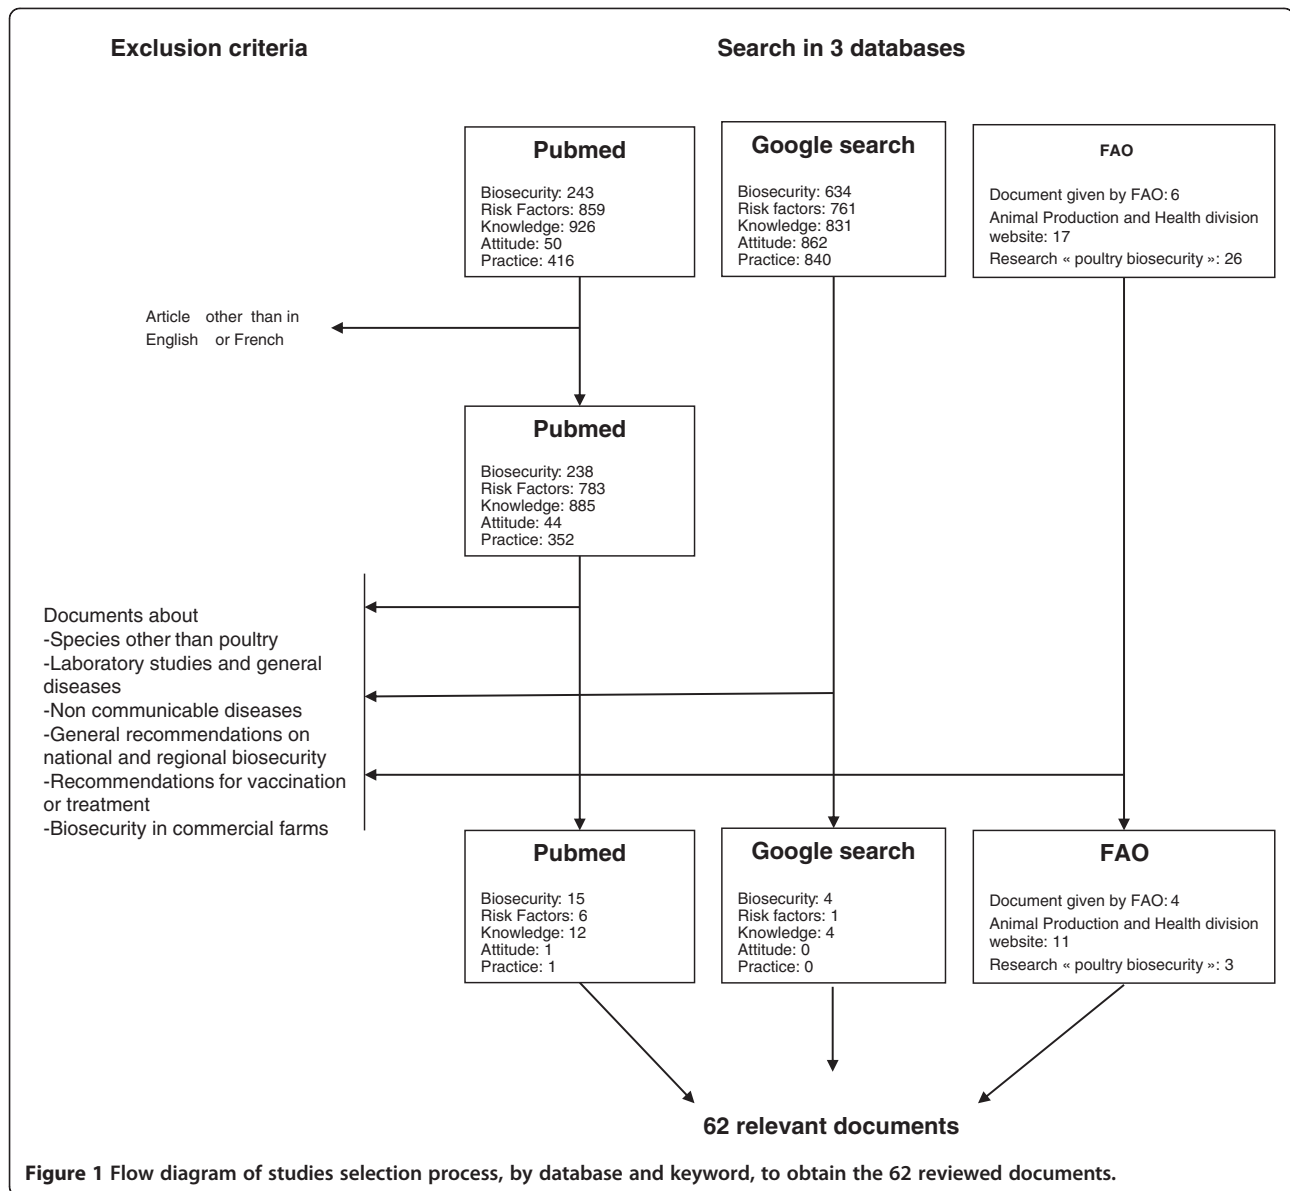 Exclusion criteria
Search in 3 databases
Pubmed
Biosecurity: 243
Risk Factors: 859
Knowledge: 926
Attitude: 50
Practice: 416
Google search
Biosecurity: 634
Risk factors: 761
Knowledge: 831
Attitude: 862
Practice: 840
FAO
Document given by FAO: 6
Animal Production and Health division
website: 17
Research « poultry biosecurity »: 26
Article other than in
English or French
Pubmed
Biosecurity: 238
Risk Factors: 783
Knowledge: 885
Attitude: 44
Practice: 352
Documents about
-Species other than poultry
-Laboratory studies and general
diseases
-Non communicable diseases
-General recommendations on
national and regional biosecurity
-Recommendations for vaccination
or treatment
-Biosecurity in commercial farms
Pubmed
Biosecurity: 15
Risk Factors: 6
Knowledge: 12
Attitude: 1
Practice: 1
Google search
Biosecurity: 4
Risk factors: 1
Knowledge: 4
Attitude: 0
Practice: 0
FAO
Document given by FAO: 4
Animal Production and Health division
website: 11
Research « poultry biosecurity »: 3
62 relevant documents
Figure 1 Flow diagram of studies selection process, by database and keyword, to obtain the 62 reviewed documents.